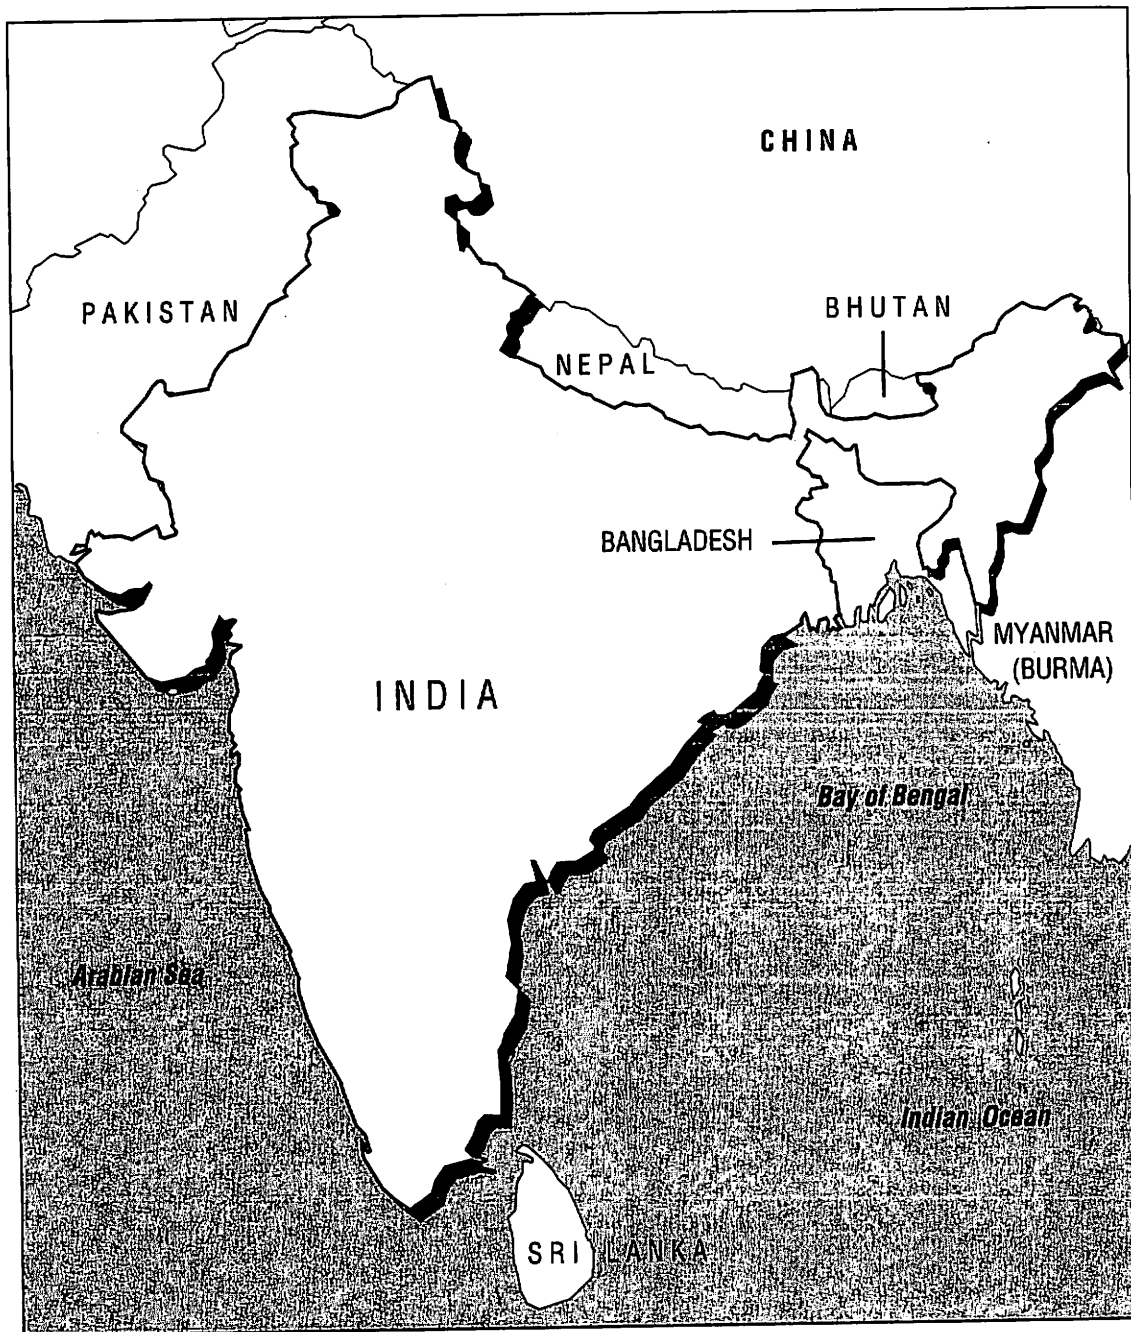 CHINA
PAKISTAN
BHUTAN
NEPAL
BANGLADESH
MYANMAR
(BURMA)
INDIA
Bay of Bengal
Arabian Sea
Indian Ocean
SRI LANKA